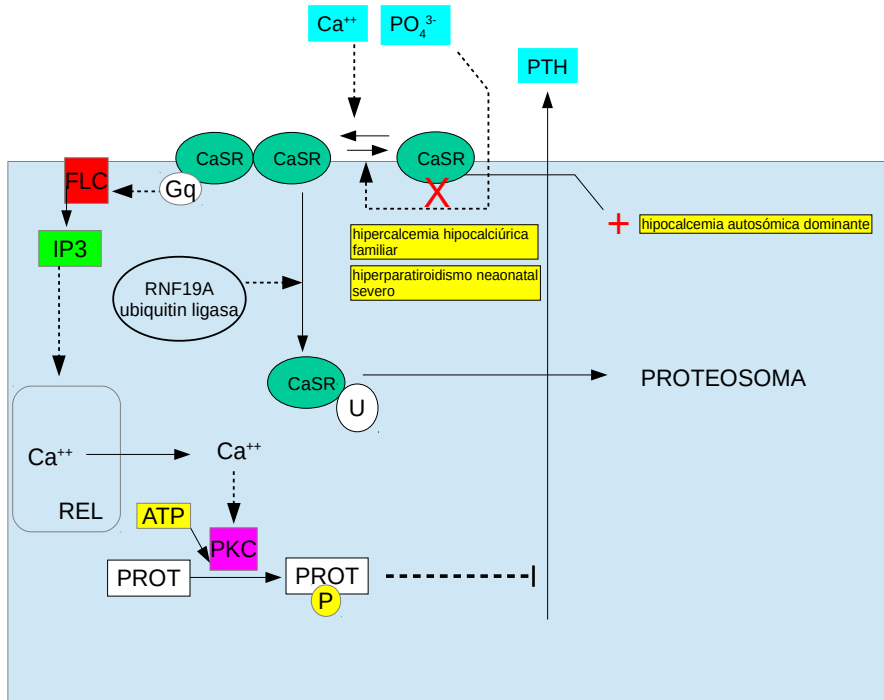 Ca++
PO43-
PTH
CaSR
CaSR
CaSR
FLC
Gq
X
IP3
+
hipocalcemia autosómica dominante
hipercalcemia hipocalciúrica
familiar
hiperparatiroidismo neaonatal
severo
RNF19A
ubiquitin ligasa
CaSR
U
PROTEOSOMA
Ca++
Ca++
REL
ATP
PKC
PROT
PROT
P